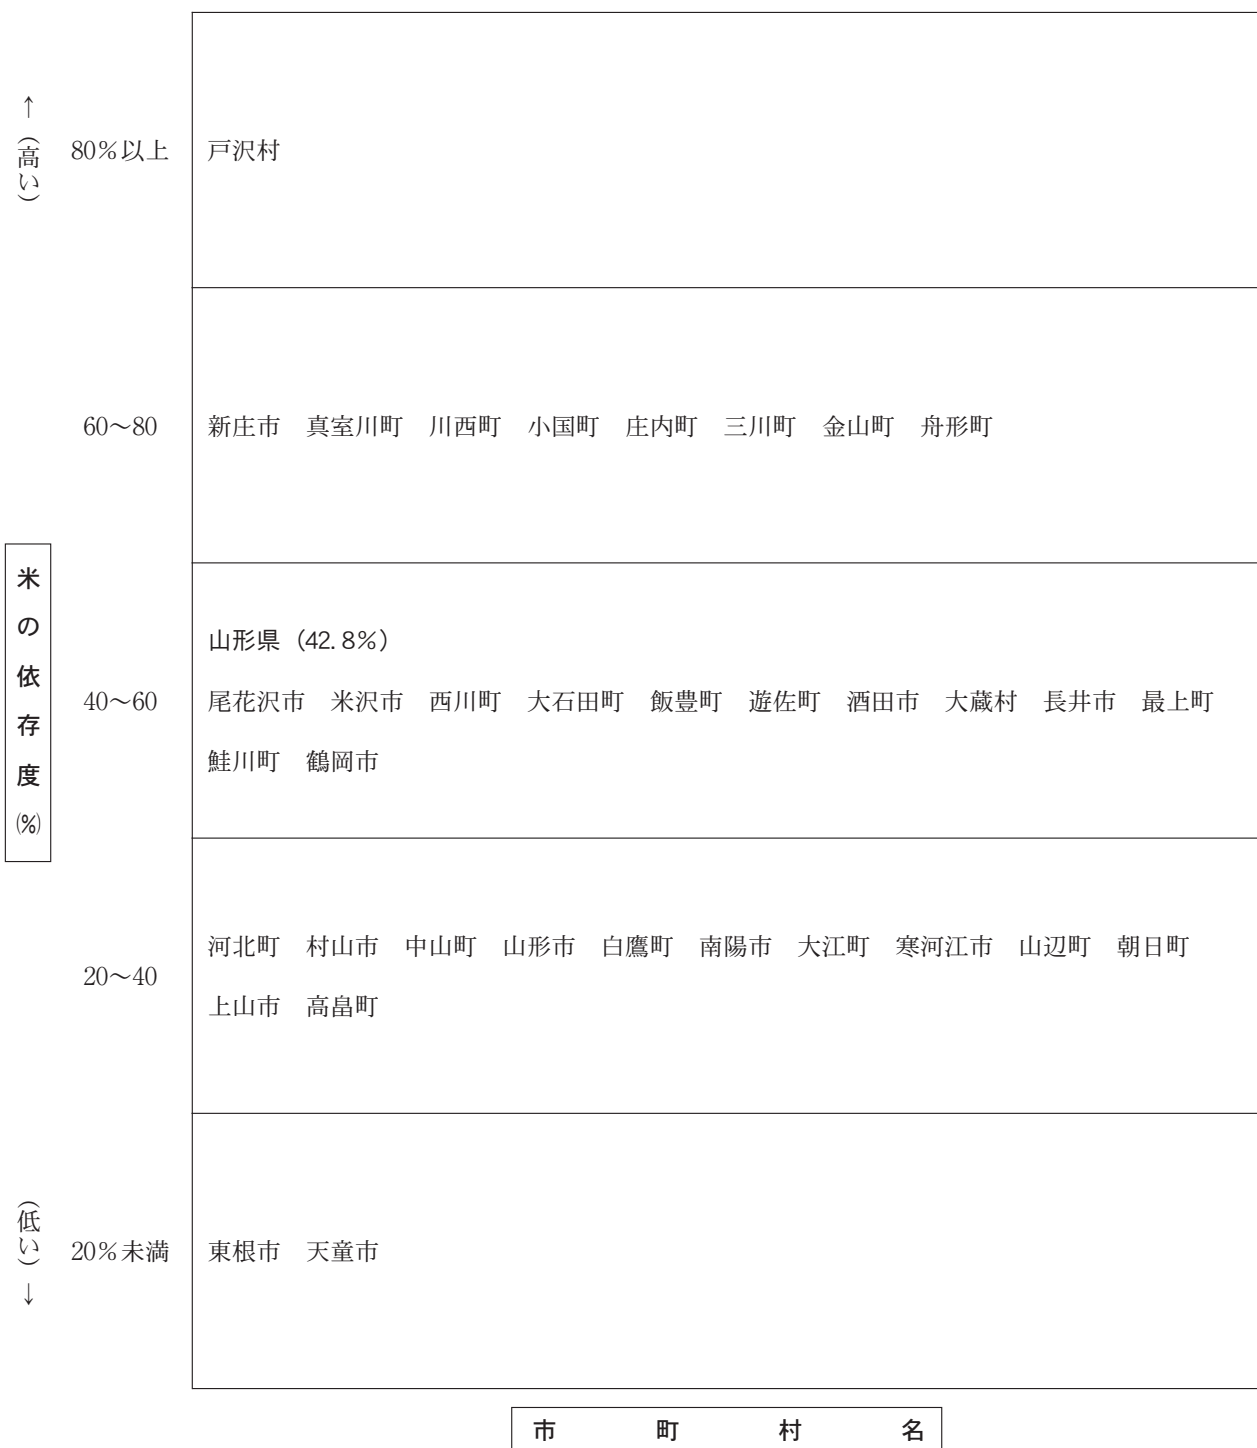 ↑(高い)
80%以上
戸沢村
60～80
新庄市　真室川町　川西町　小国町　庄内町　三川町　金山町　舟形町
米の依存度(%)
40～60
山形県（42.8%）
尾花沢市　米沢市　西川町　大石田町　飯豊町　遊佐町　酒田市　大蔵村　長井市　最上町
鮭川町　鶴岡市
20～40
河北町　村山市　中山町　山形市　白鷹町　南陽市　大江町　寒河江市　山辺町　朝日町
上山市　高畠町
(低い)↓
20%未満
東根市　天童市
市町村名